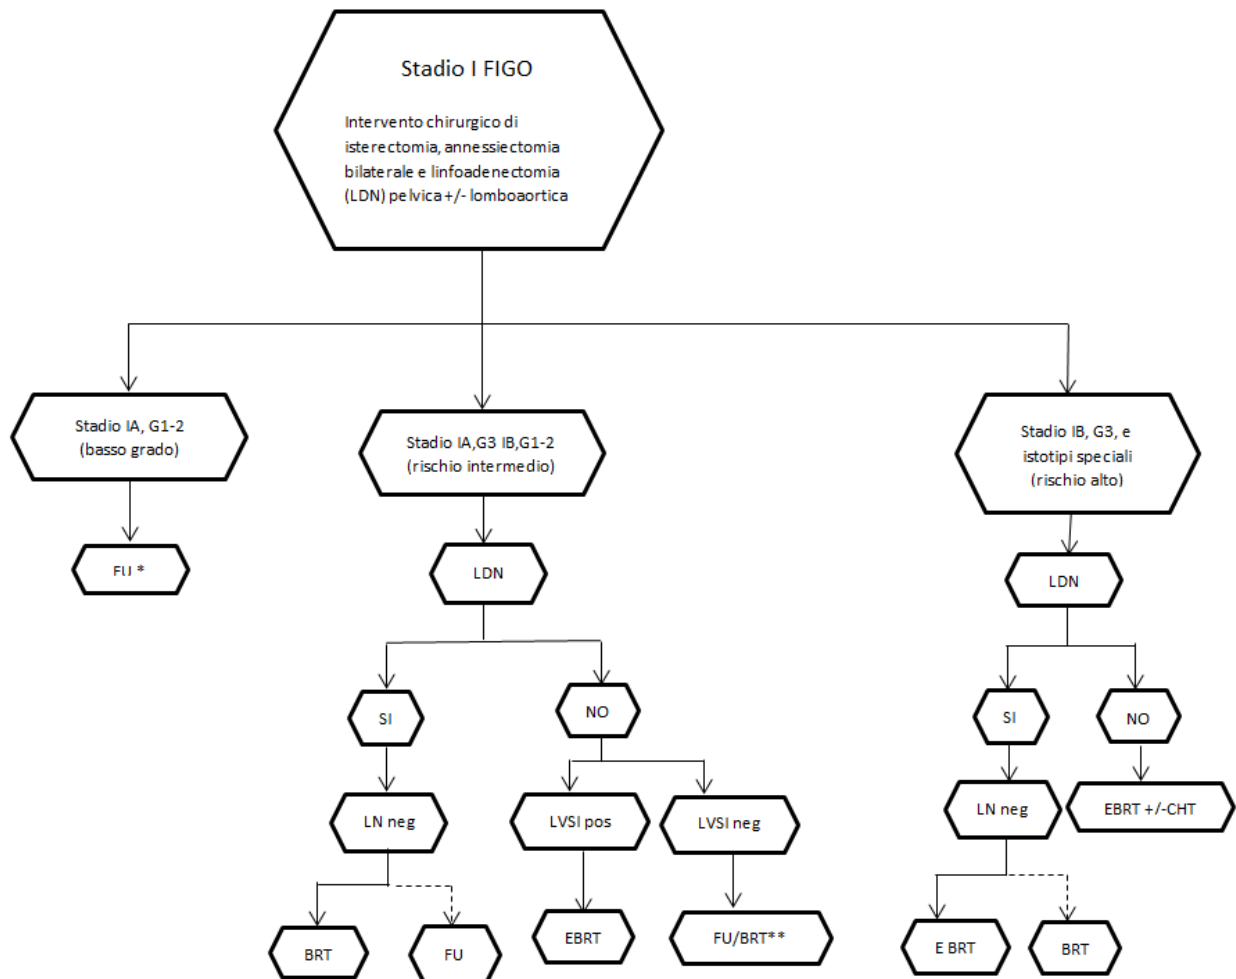 Stadio I FIGO
Intervento chirurgico di
isterectomia, annessiectomia
bilaterale e linfoadenectomia
(LDN) pelvica +/- lomboaortica
Stadio IA, G1-2
(basso grado)
Stadio IA,G3 IB,G1-2
(rischio intermedio)
Stadio IB, G3, e
istotipi speciali
(rischio alto)
FU *
LDN
LDN
SI
NO
SI
NO
LN neg
LVSI pos
LVSI neg
LN neg
EBRT +/-CHT
BRT
FU
EBRT
FU/BRT**
E BRT
BRT